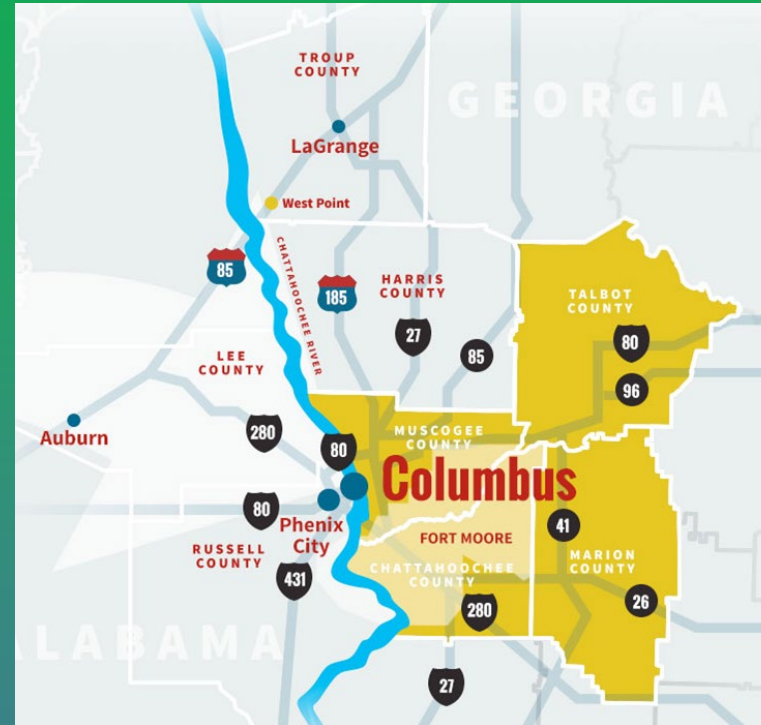 TROUP
COUNTY
GEORGIA
LaGrange
West Point
CHATTAHOOCHEE RIVER
85
185
HARRIS
COUNTY
TALBOT
COUNTY
27
80
85
LEE
COUNTY
96
Auburn
280
80
MUSCOGEE
COUNTY
Columbus
80
Phenix
City
FORT MOORE
41
RUSSELL
COUNTY
431
CHATTAHOOCHEE
COUNTY
MARION
COUNTY
280
26
ALABAMA
27